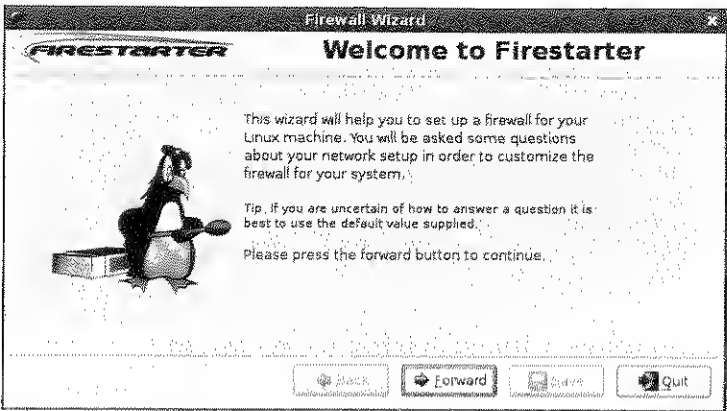 Firewall Wizard
FIRESTARTER
Welcome to Firestarter
This wizard will help you to set up a firewall for your
Linux machine. You will be asked some questions
about your network setup in order to customize the
firewall for your system.
Tip: If you are uncertain of how to answer a question it is
best to use the default value supplied.
Please press the forward button to continue.
Back
Forward
Save
Quit